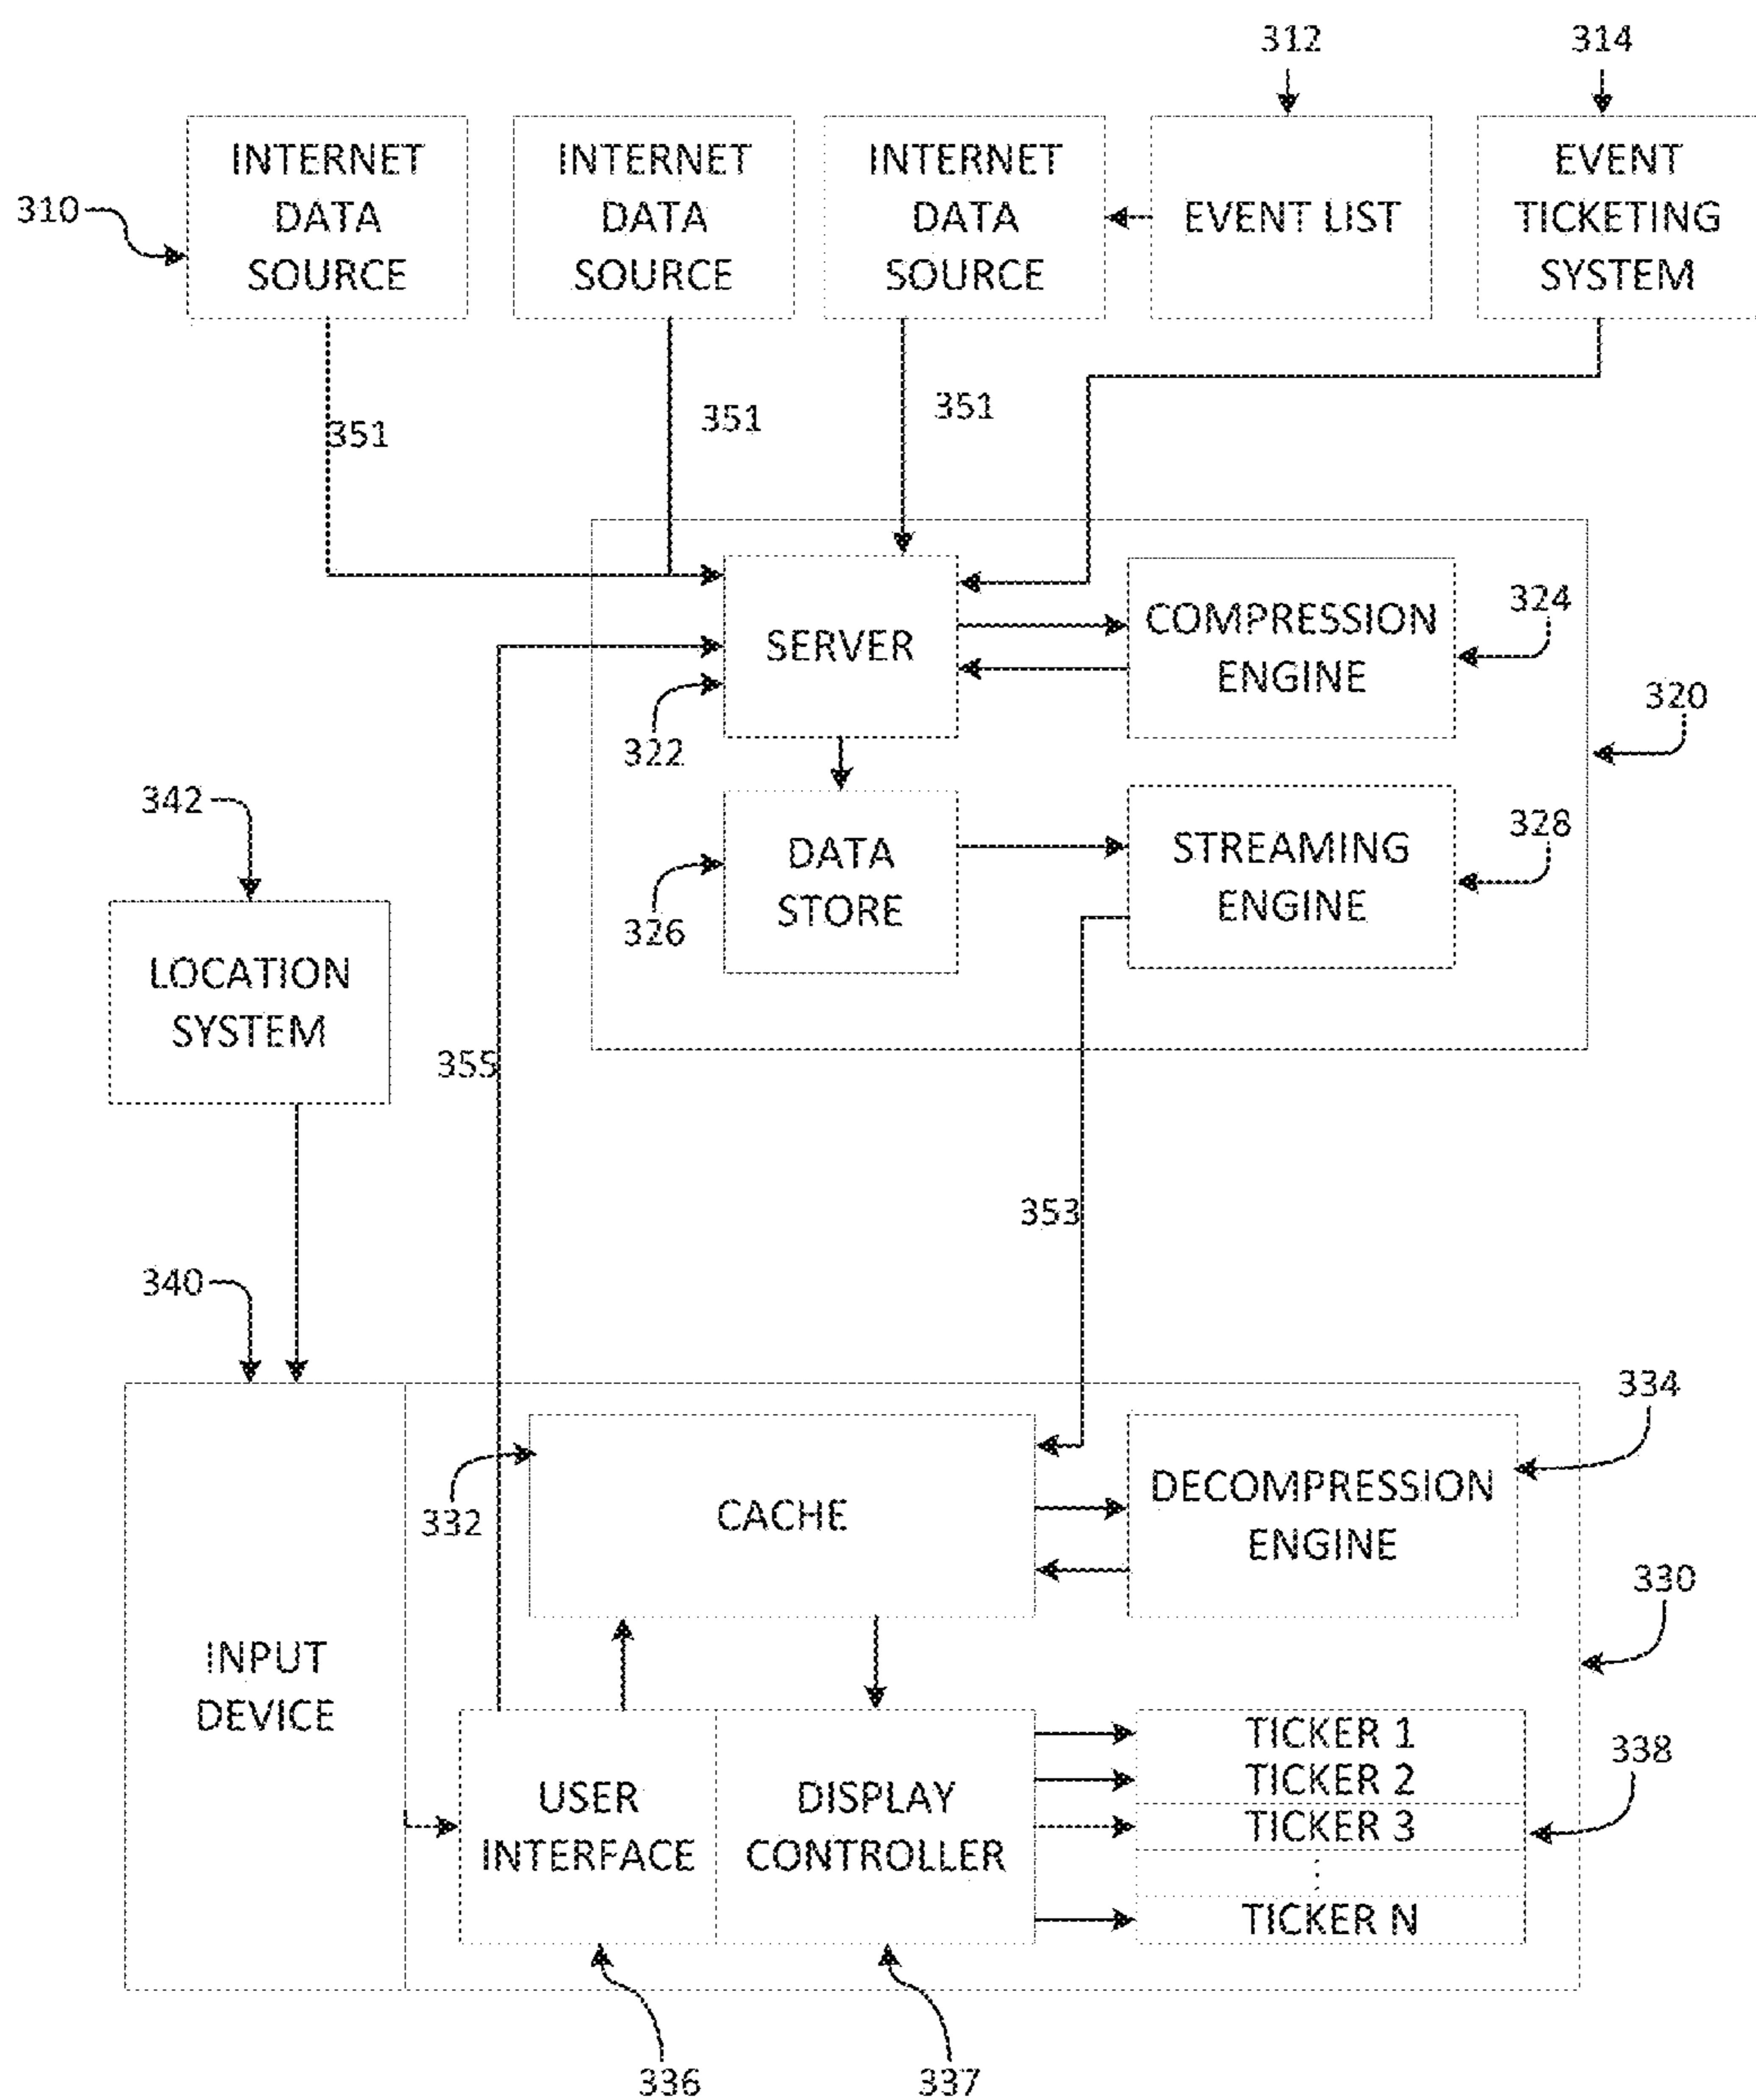 312
314
INTERNET
DATA
SOURCE
INTERNET
DATA
SOURCE
INTERNET
DATA
SOURCE
EVENT LIST
EVENT
TICKETING
SYSTEM
310
351
351
351
SERVER
COMPRESSION
ENGINE
324
320
322
342
DATA
STORE
STREAMING
ENGINE
328
326
LOCATION
SYSTEM
355
353
340
334
CACHE
DECOMPRESSION
ENGINE
332
330
INPUT
DEVICE
USER
INTERFACE
DISPLAY
CONTROLLER
TICKER 1
TICKER 2
TICKER 3
⋮
TICKER N
338
336
337